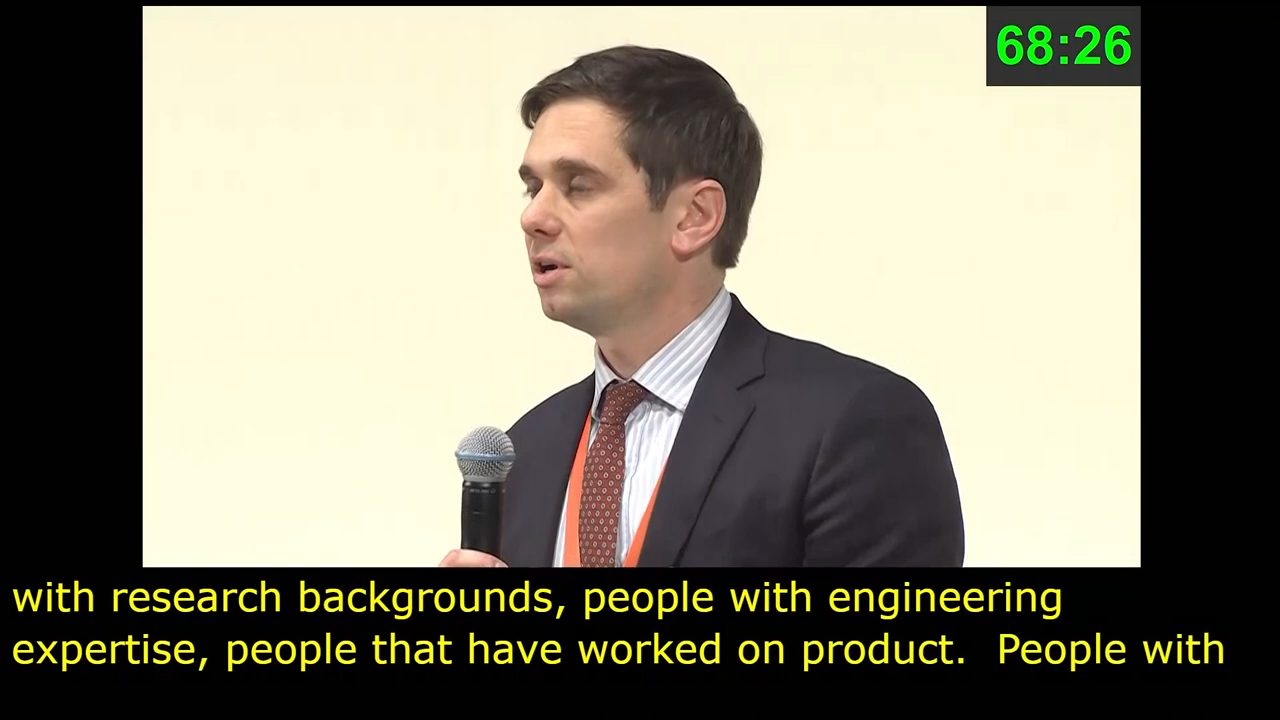 68:26
with research backgrounds, people with engineering
expertise, people that have worked on product.  People with